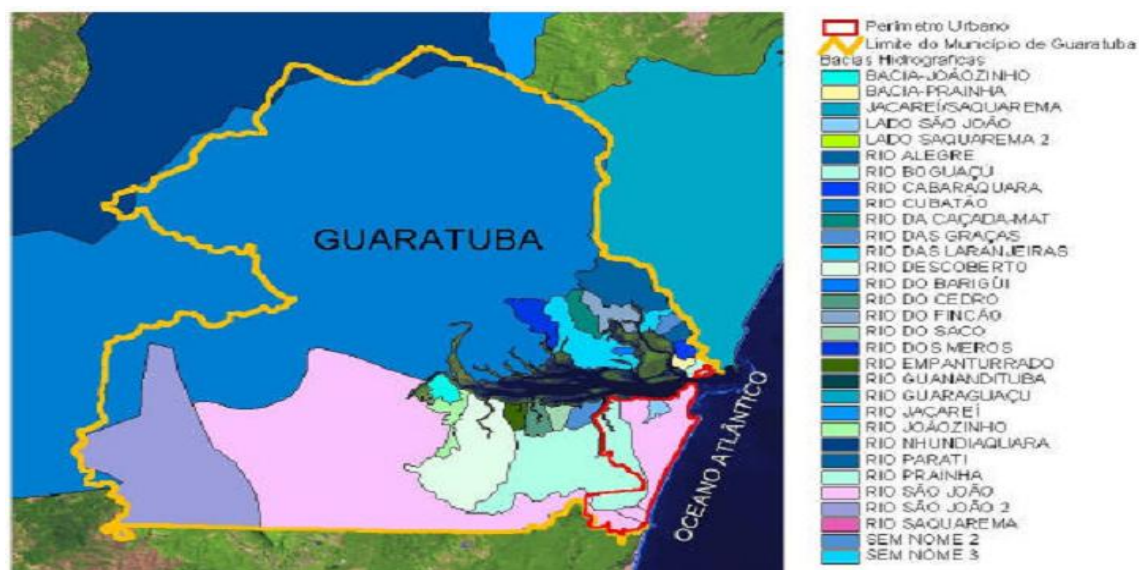 GUARATUBA
OCEANO ATLÂNTICO
Perímetro Urbano
Limite do Município de Guaratuba
Bacias Hidrográficas
BACIA-JOÃOZINHO
BACIA-PRAINHA
JACAREÍ/SAQUAREMA
LADO SÃO JOÃO
LADO SAQUAREMA 2
RIO ALEGRE
RIO BOGUAÇÚ
RIO CABARAQUARA
RIO CUBATÃO
RIO DA CAÇADA-MAT
RIO DAS GRAÇAS
RIO DAS LARANJEIRAS
RIO DESCOBERTO
RIO DO BARIGÜI
RIO DO CEDRO
RIO DO FINCÃO
RIO DO SACO
RIO DOS MEROS
RIO EMPANTURRADO
RIO GUANANDITUBA
RIO GUARAGUAÇU
RIO JACAREÍ
RIO JOÃOZINHO
RIO NHUNDIAQUARA
RIO PARATI
RIO PRAINHA
RIO SÃO JOÃO
RIO SÃO JOÃO 2
RIO SAQUAREMA
SEM NOME 2
SEM NOME 3